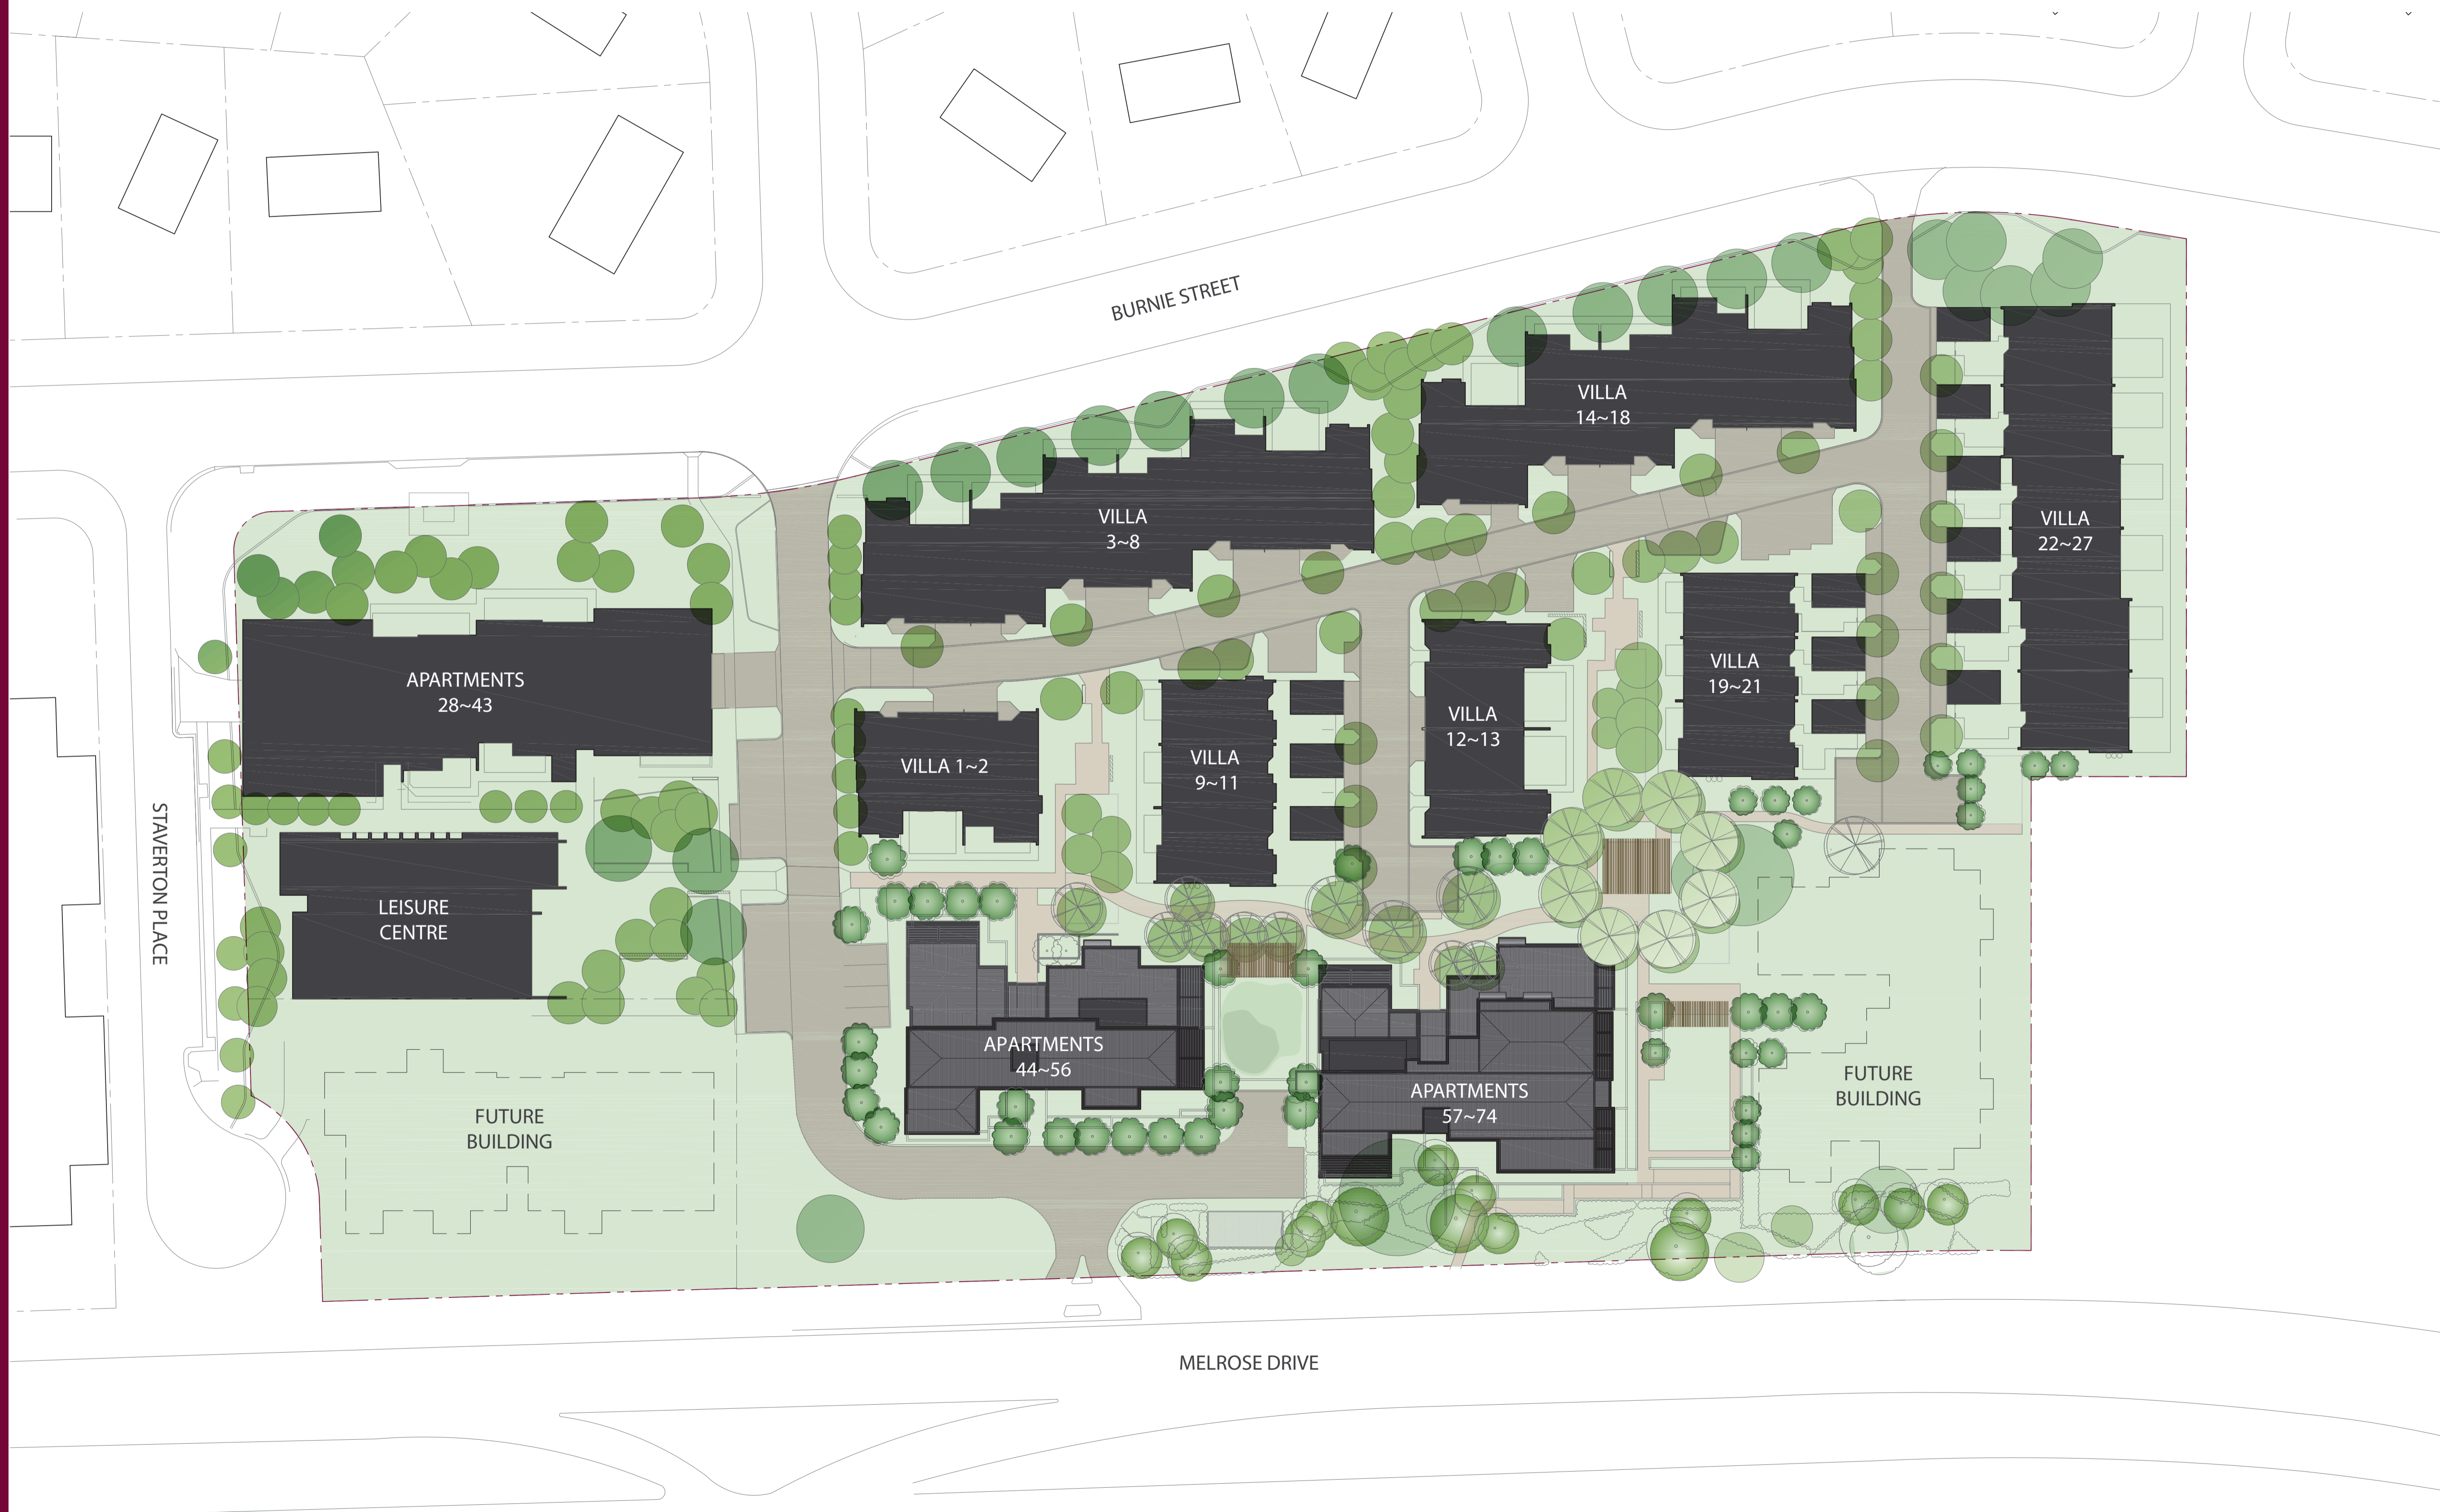 BURNIE STREET
VILLA
14~18
VILLA
3~8
VILLA
22~27
APARTMENTS
28~43
VILLA
19~21
VILLA
12~13
VILLA 1~2
VILLA
9~11
STAVERTON PLACE
LEISURE
CENTRE
APARTMENTS
44~56
APARTMENTS
57~74
FUTURE
BUILDING
FUTURE
BUILDING
MELROSE DRIVE